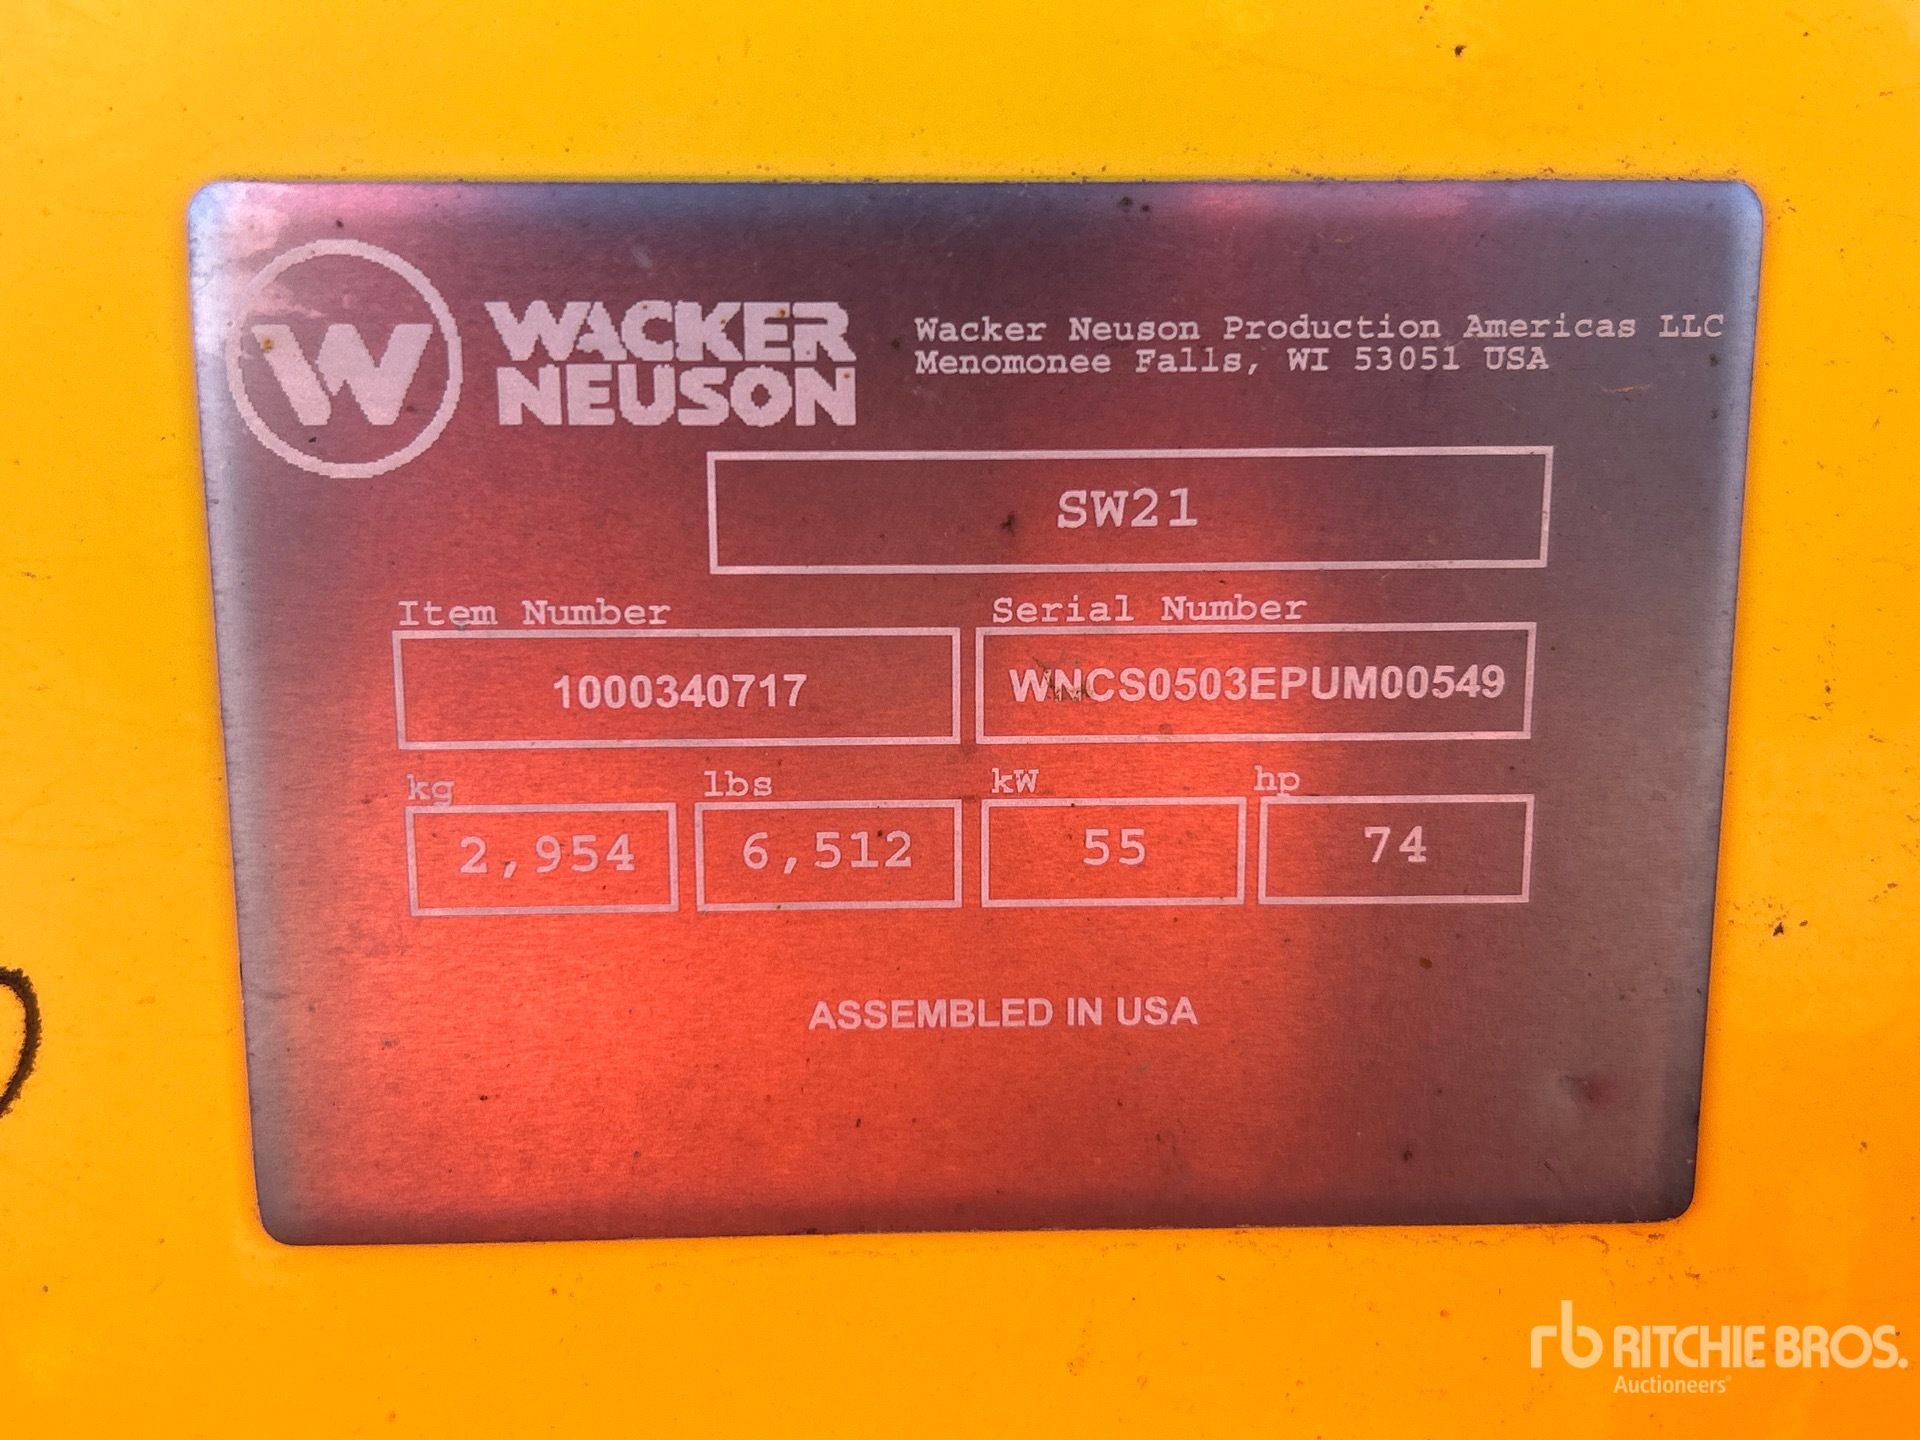 W
WACKER
NEUSON
Wacker Neuson Production Americas LLC
Menomonee Falls, WI 53051 USA
SW21
Item Number
Serial Number
1000340717
WNCS0503EPUM00549
kg
lbs
kW
hp
2,954
6,512
55
74
ASSEMBLED IN USA
rb RITCHIE BROS.
Auctioneers®